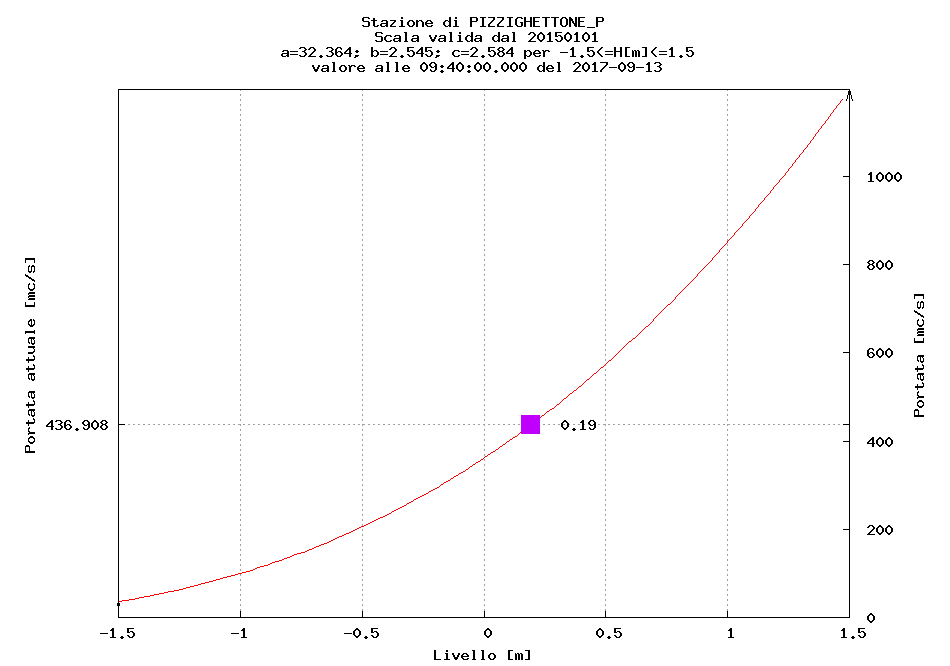 Stazione di PIZZIGHETTONE_P
Scala valida dal 20150101
a=32.364; b=2.545; c=2.584 per -1.5<=H[m]<=1.5
valore alle 09:40:00.000 del 2017-09-13
1000
800
600
400
200
0
Portata attuale [mc/s]
Portata [mc/s]
436.908
0.19
-1.5
-1
-0.5
0
0.5
1
1.5
Livello [m]